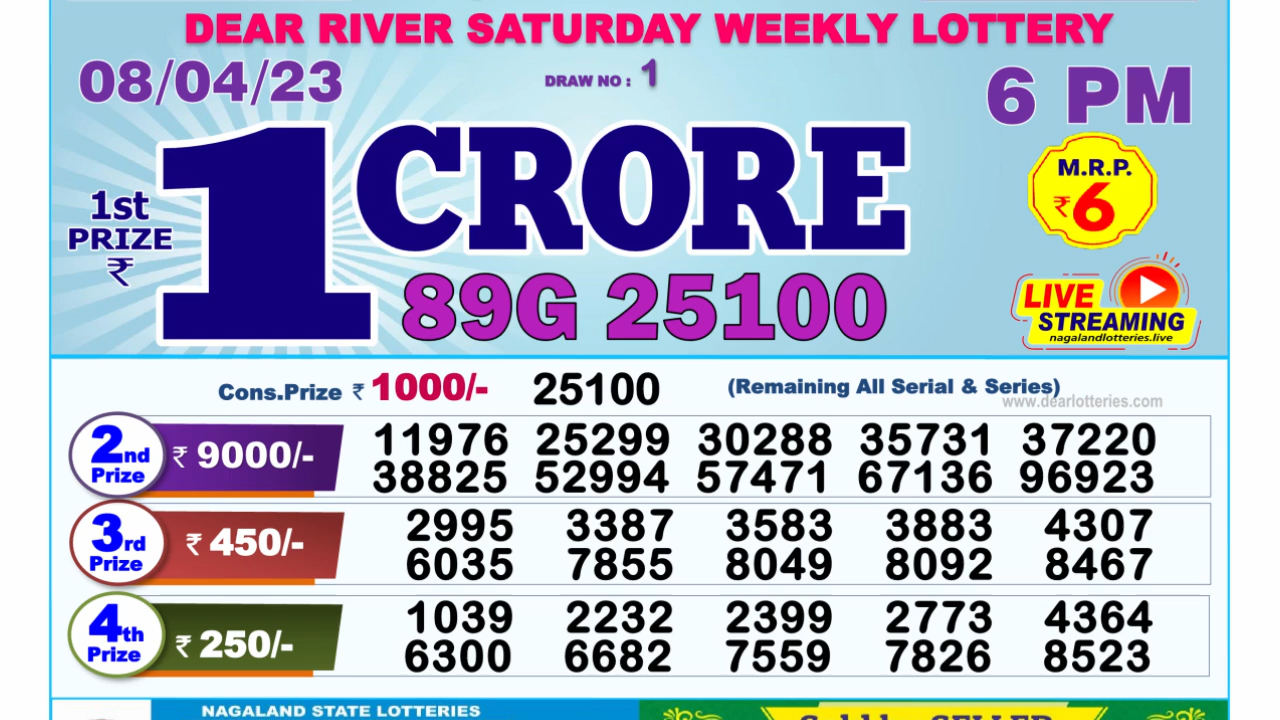 DEAR RIVER SATURDAY WEEKLY LOTTERY
08/04/23
DRAW NO : 1
6 PM
1st
PRIZE
₹
1 CRORE
M.R.P.
₹6
89G 25100
LIVE
STREAMING
nagalandlotteries.live
Cons.Prize ₹ 1000/- 25100 (Remaining All Serial & Series)
www.dearlotteries.com
2nd Prize ₹ 9000/-
11976 25299 30288 35731 37220
38825 52994 57471 67136 96923
3rd Prize ₹ 450/-
2995 3387 3583 3883 4307
6035 7855 8049 8092 8467
4th Prize ₹ 250/-
1039 2232 2399 2773 4364
6300 6682 7559 7826 8523
NAGALAND STATE LOTTERIES